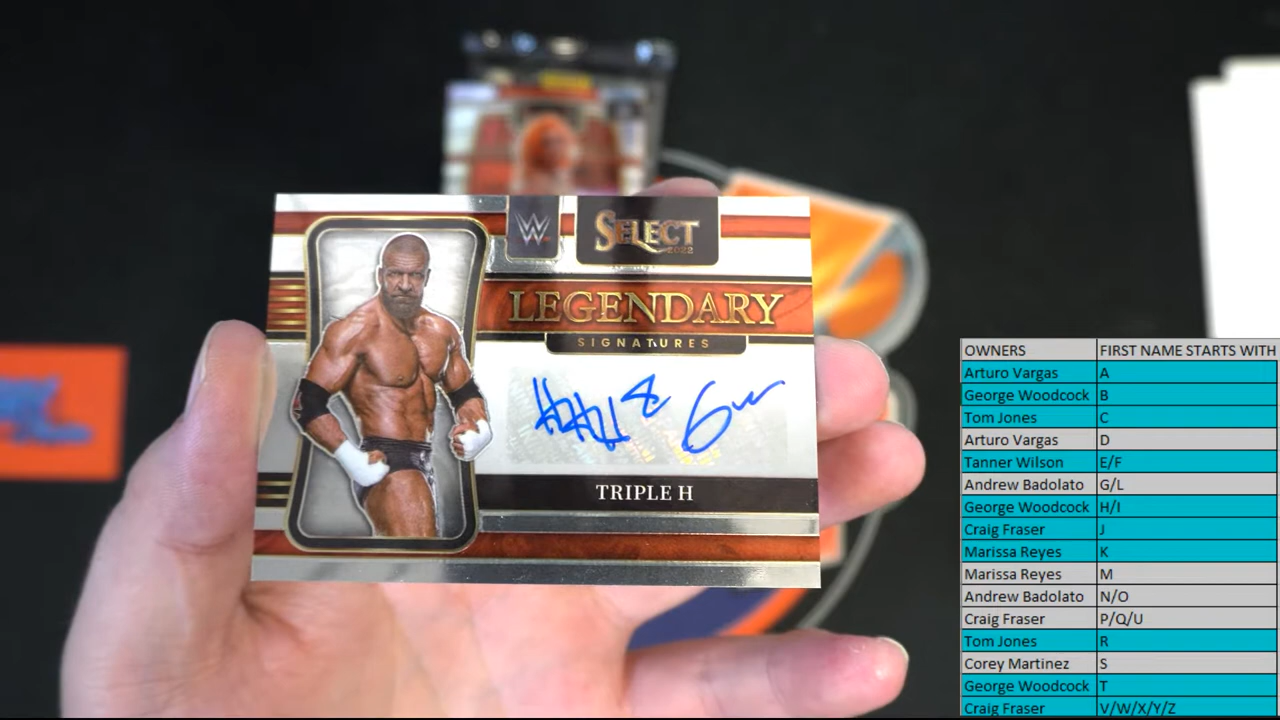 W
SELECT
2022
LEGENDARY
SIGNATURES
TRIPLE H
OWNERS FIRST NAME STARTS WITH
Arturo Vargas A
George Woodcock B
Tom Jones C
Arturo Vargas D
Tanner Wilson E/F
Andrew Badolato G/L
George Woodcock H/I
Craig Fraser J
Marissa Reyes K
Marissa Reyes M
Andrew Badolato N/O
Craig Fraser P/Q/U
Tom Jones R
Corey Martinez S
George Woodcock T
Craig Fraser V/W/X/Y/Z